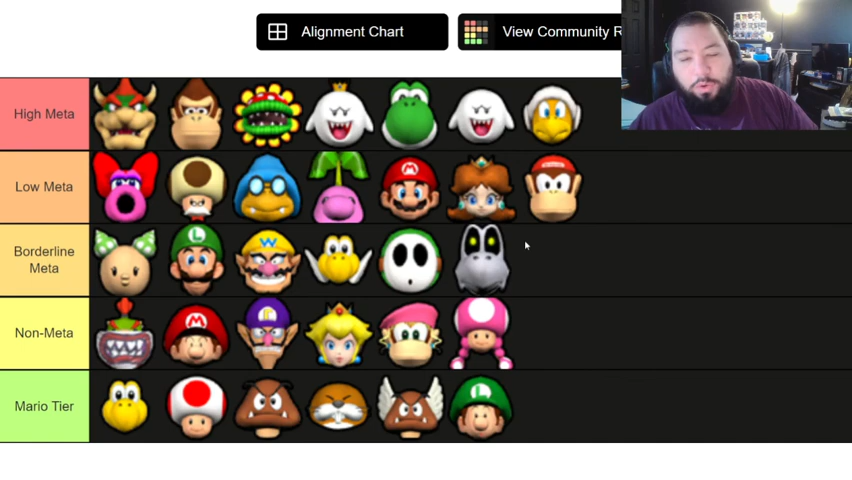 Alignment Chart
View Community R
High Meta
Low Meta
Borderline
Meta
Non-Meta
Mario Tier